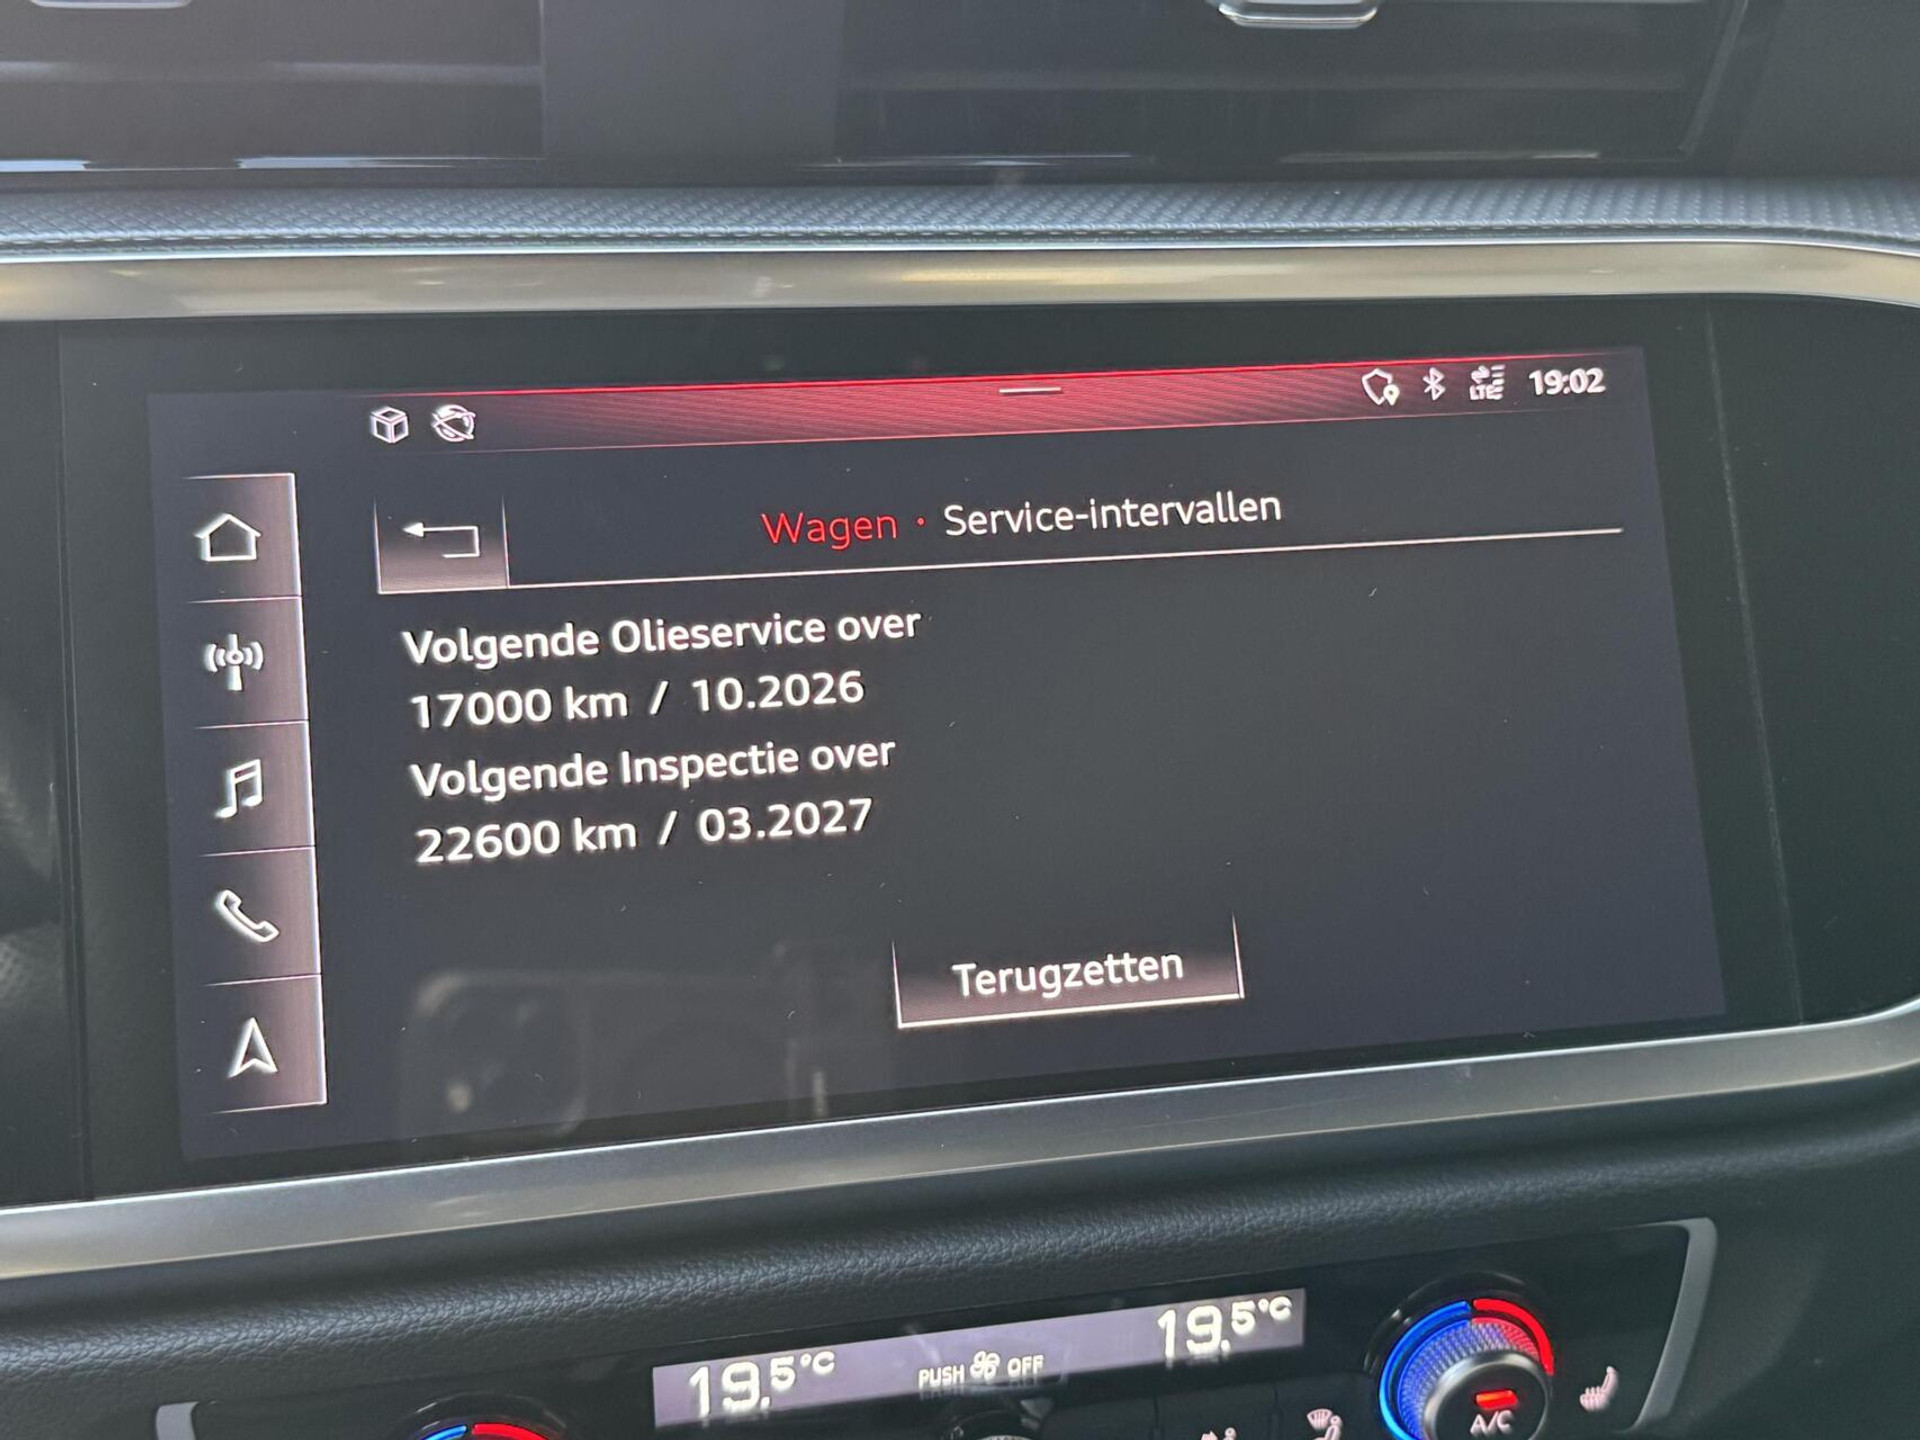 LTE 19:02
Wagen • Service-intervallen
Volgende Olieservice over
17000 km / 10.2026
Volgende Inspectie over
22600 km / 03.2027
Terugzetten
19.5°C PUSH OFF 19.5°C
A/C